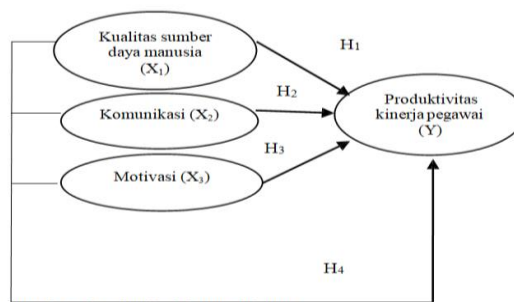 Kualitas sumber
daya manusia
(X₁)
H₁
H₂
Komunikasi (X₂)
Produktivitas
kinerja pegawai
(Y)
H₃
Motivasi (X₃)
H₄